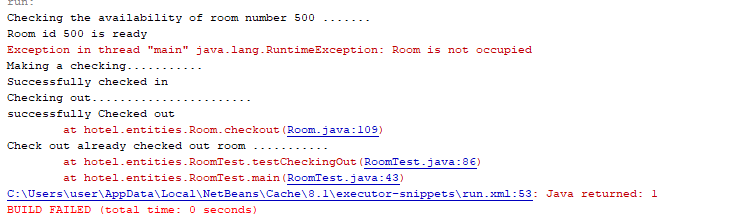 run:
Checking the availability of room number 500 .......
Room id 500 is ready
Exception in thread "main" java.lang.RuntimeException: Room is not occupied
Making a checking...........
Successfully checked in
Checking out.......................
successfully Checked out
at hotel.entities.Room.checkout(Room.java:109)
Check out already checked out room ...........
at hotel.entities.RoomTest.testCheckingOut(RoomTest.java:86)
at hotel.entities.RoomTest.main(RoomTest.java:43)
C:\Users\user\AppData\Local\NetBeans\Cache\8.1\executor-snippets\run.xml:53: Java returned: 1
BUILD FAILED (total time: 0 seconds)